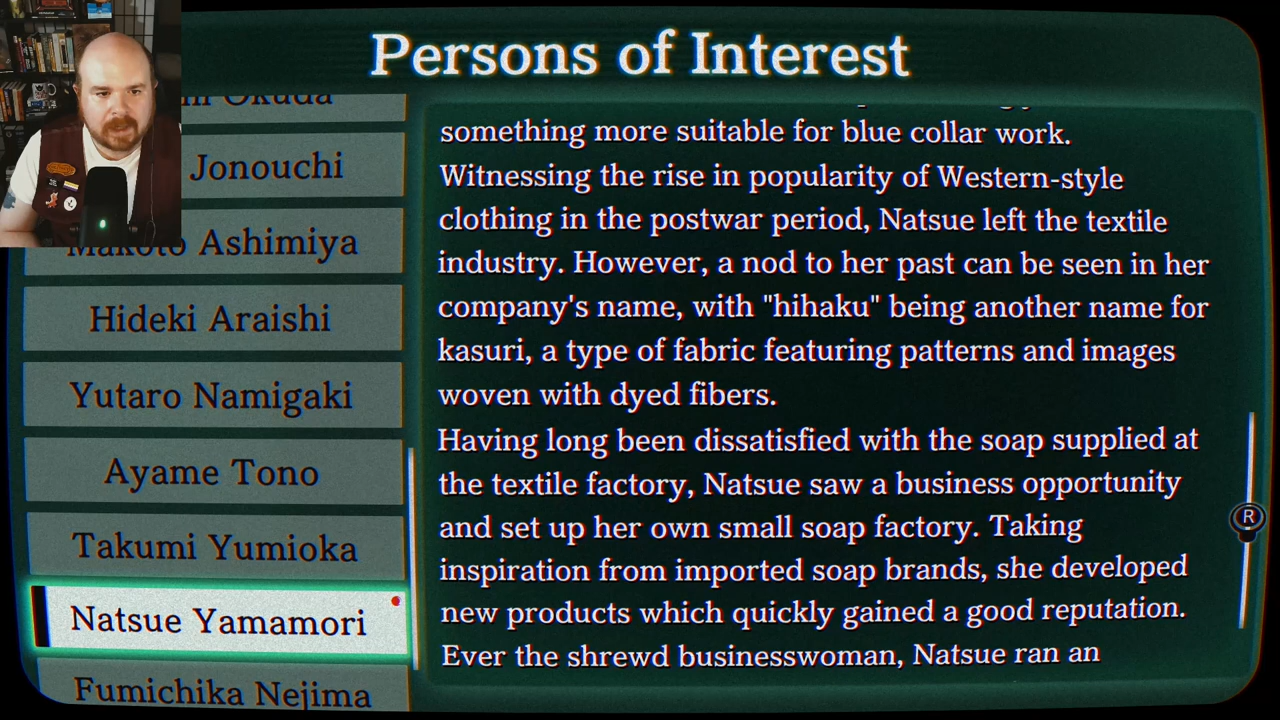 Persons of Interest
Okuda
Jonouchi
Makoto Ashimiya
Hideki Araishi
Yutaro Namigaki
Ayame Tono
Takumi Yumioka
Natsue Yamamori
Fumichika Nejima
something more suitable for blue collar work.
Witnessing the rise in popularity of Western-style
clothing in the postwar period, Natsue left the textile
industry. However, a nod to her past can be seen in her
company's name, with "hihaku" being another name for
kasuri, a type of fabric featuring patterns and images
woven with dyed fibers.
Having long been dissatisfied with the soap supplied at
the textile factory, Natsue saw a business opportunity
and set up her own small soap factory. Taking
inspiration from imported soap brands, she developed
new products which quickly gained a good reputation.
Ever the shrewd businesswoman, Natsue ran an
R